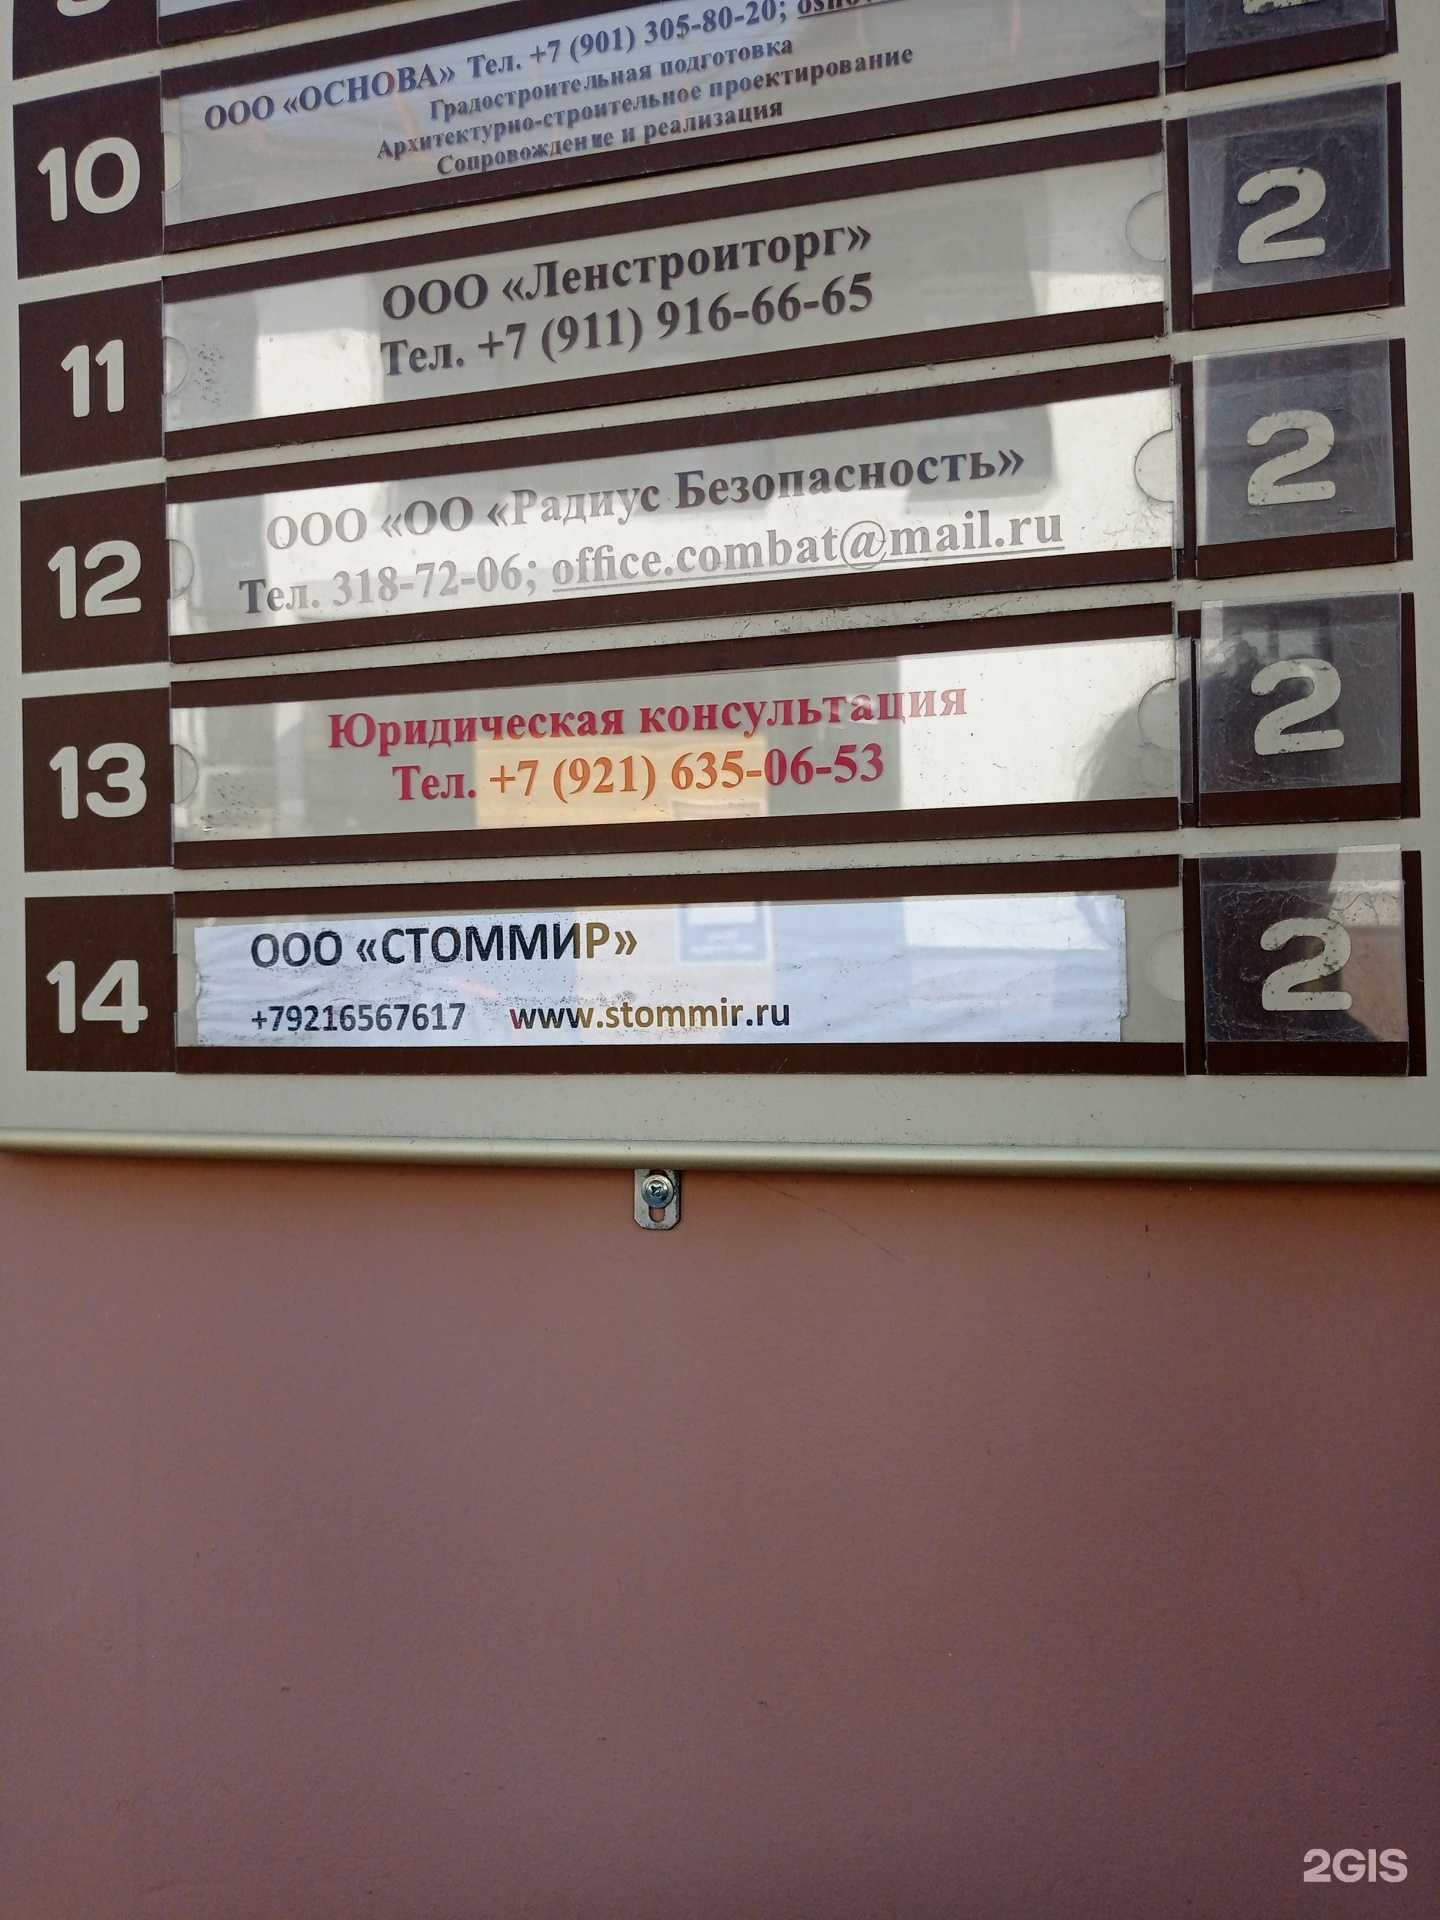 ООО «ОСНОВА» Тел. +7 (901) 305-80-20;
Градостроительная подготовка
Архитектурно-строительное проектирование
Сопровождение и реализация
10
ООО «Ленстроиторг»
Тел. +7 (911) 916-66-65
11
2
ООО «ОО «Радиус Безопасность»
Тел. 318-72-06; office.combat@mail.ru
12
2
Юридическая консультация
Тел. +7 (921) 635-06-53
13
2
ООО «СТОММИР»
+79216567617 www.stommir.ru
14
2
2GIS